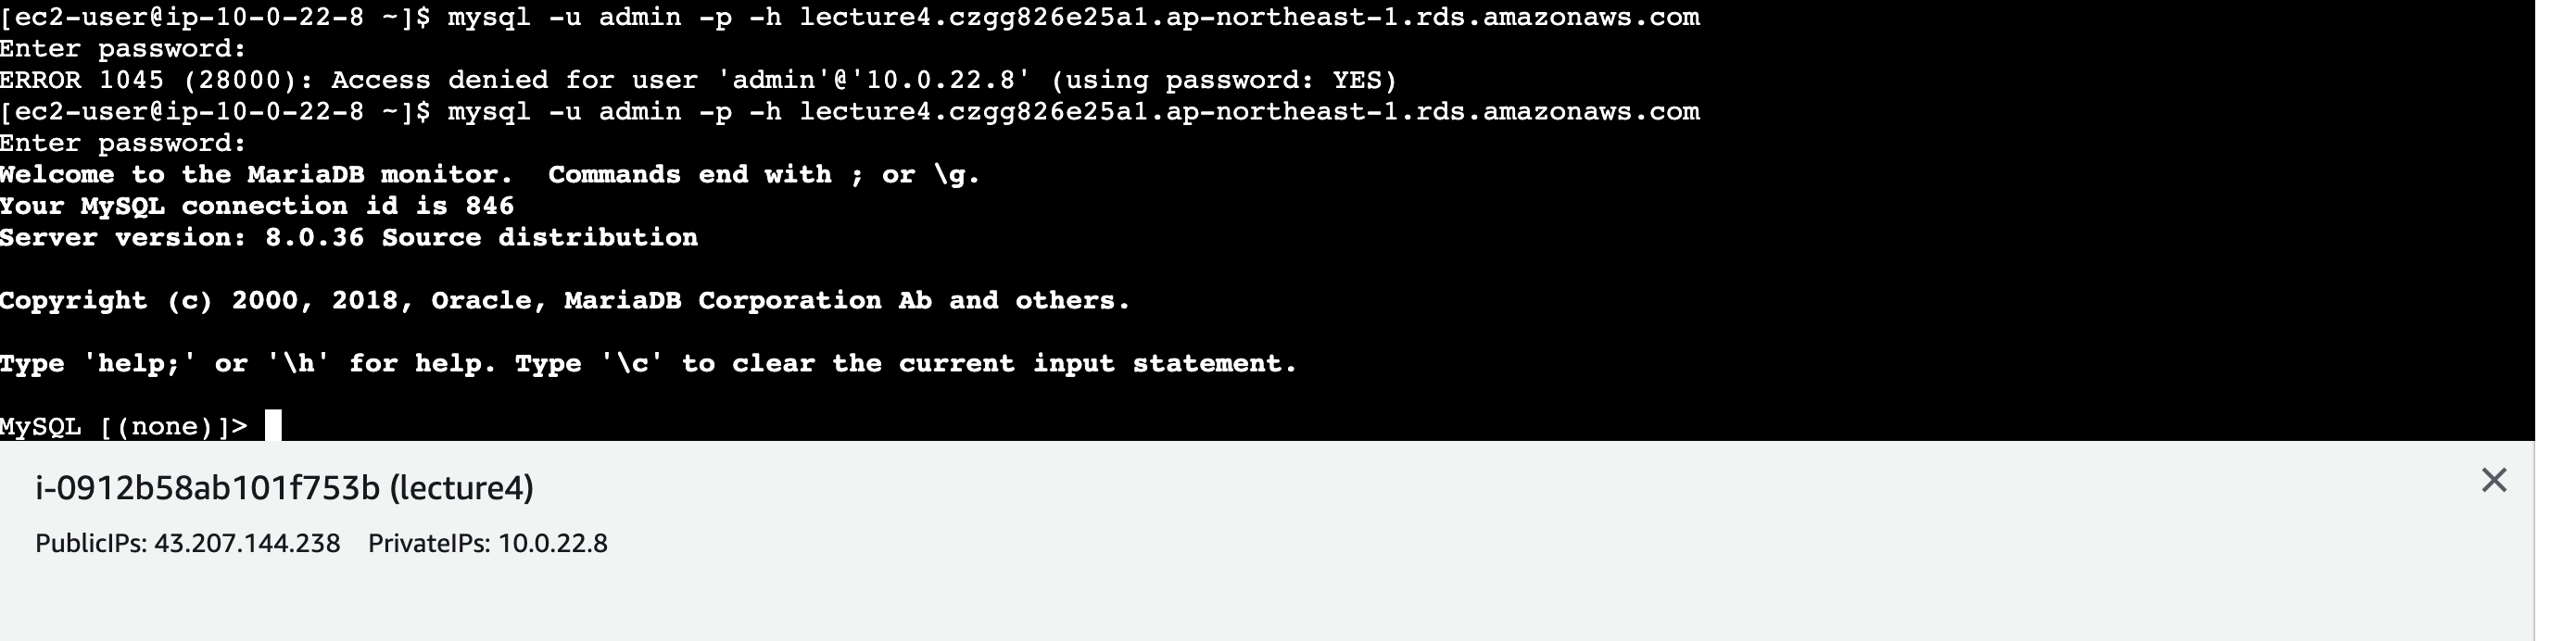 [ec2-user@ip-10-0-22-8 ~]$ mysql -u admin -p -h lecture4.czgg826e25a1.ap-northeast-1.rds.amazonaws.com
Enter password:
ERROR 1045 (28000): Access denied for user 'admin'@'10.0.22.8' (using password: YES)
[ec2-user@ip-10-0-22-8 ~]$ mysql -u admin -p -h lecture4.czgg826e25a1.ap-northeast-1.rds.amazonaws.com
Enter password:
Welcome to the MariaDB monitor.  Commands end with ; or \g.
Your MySQL connection id is 846
Server version: 8.0.36 Source distribution
Copyright (c) 2000, 2018, Oracle, MariaDB Corporation Ab and others.
Type 'help;' or '\h' for help. Type '\c' to clear the current input statement.
MySQL [(none)]>
i-0912b58ab101f753b (lecture4)
PublicIPs: 43.207.144.238    PrivateIPs: 10.0.22.8